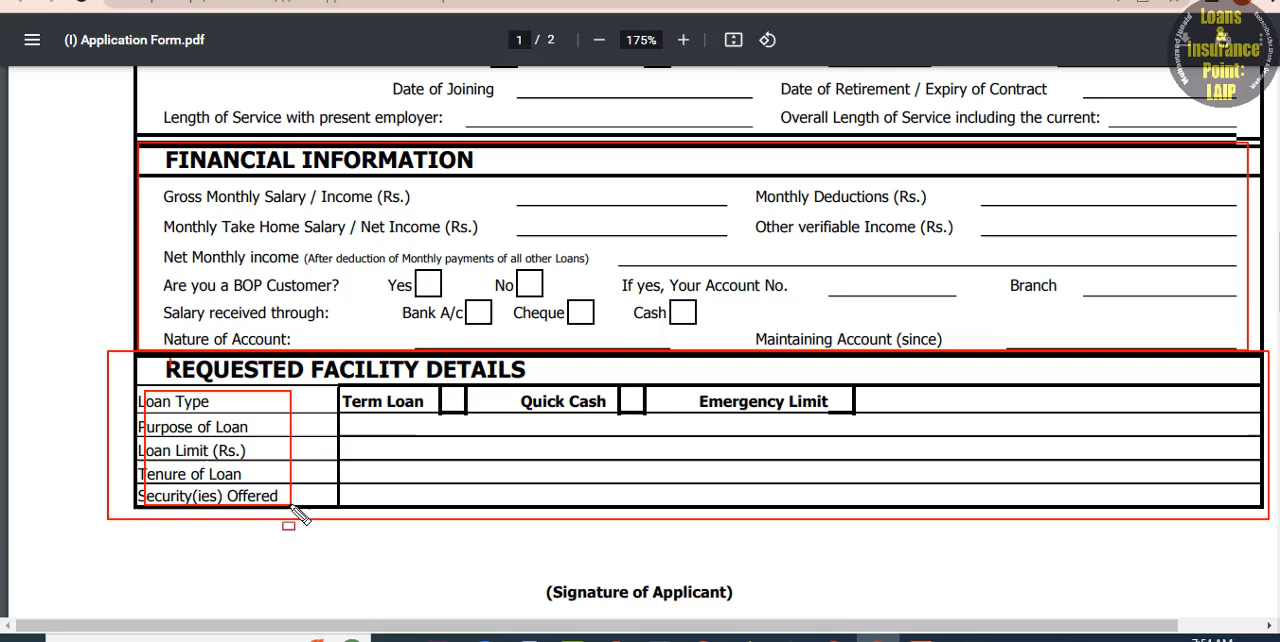 (I) Application Form.pdf 1 / 2 175%
Loans & Insurance Point: LAIP
Date of Joining Date of Retirement / Expiry of Contract
Length of Service with present employer: Overall Length of Service including the current:
FINANCIAL INFORMATION
Gross Monthly Salary / Income (Rs.) Monthly Deductions (Rs.)
Monthly Take Home Salary / Net Income (Rs.) Other verifiable Income (Rs.)
Net Monthly income (After deduction of Monthly payments of all other Loans)
Are you a BOP Customer? Yes No If yes, Your Account No. Branch
Salary received through: Bank A/c Cheque Cash
Nature of Account: Maintaining Account (since)
REQUESTED FACILITY DETAILS
Loan Type Term Loan Quick Cash Emergency Limit
Purpose of Loan
Loan Limit (Rs.)
Tenure of Loan
Security(ies) Offered
(Signature of Applicant)